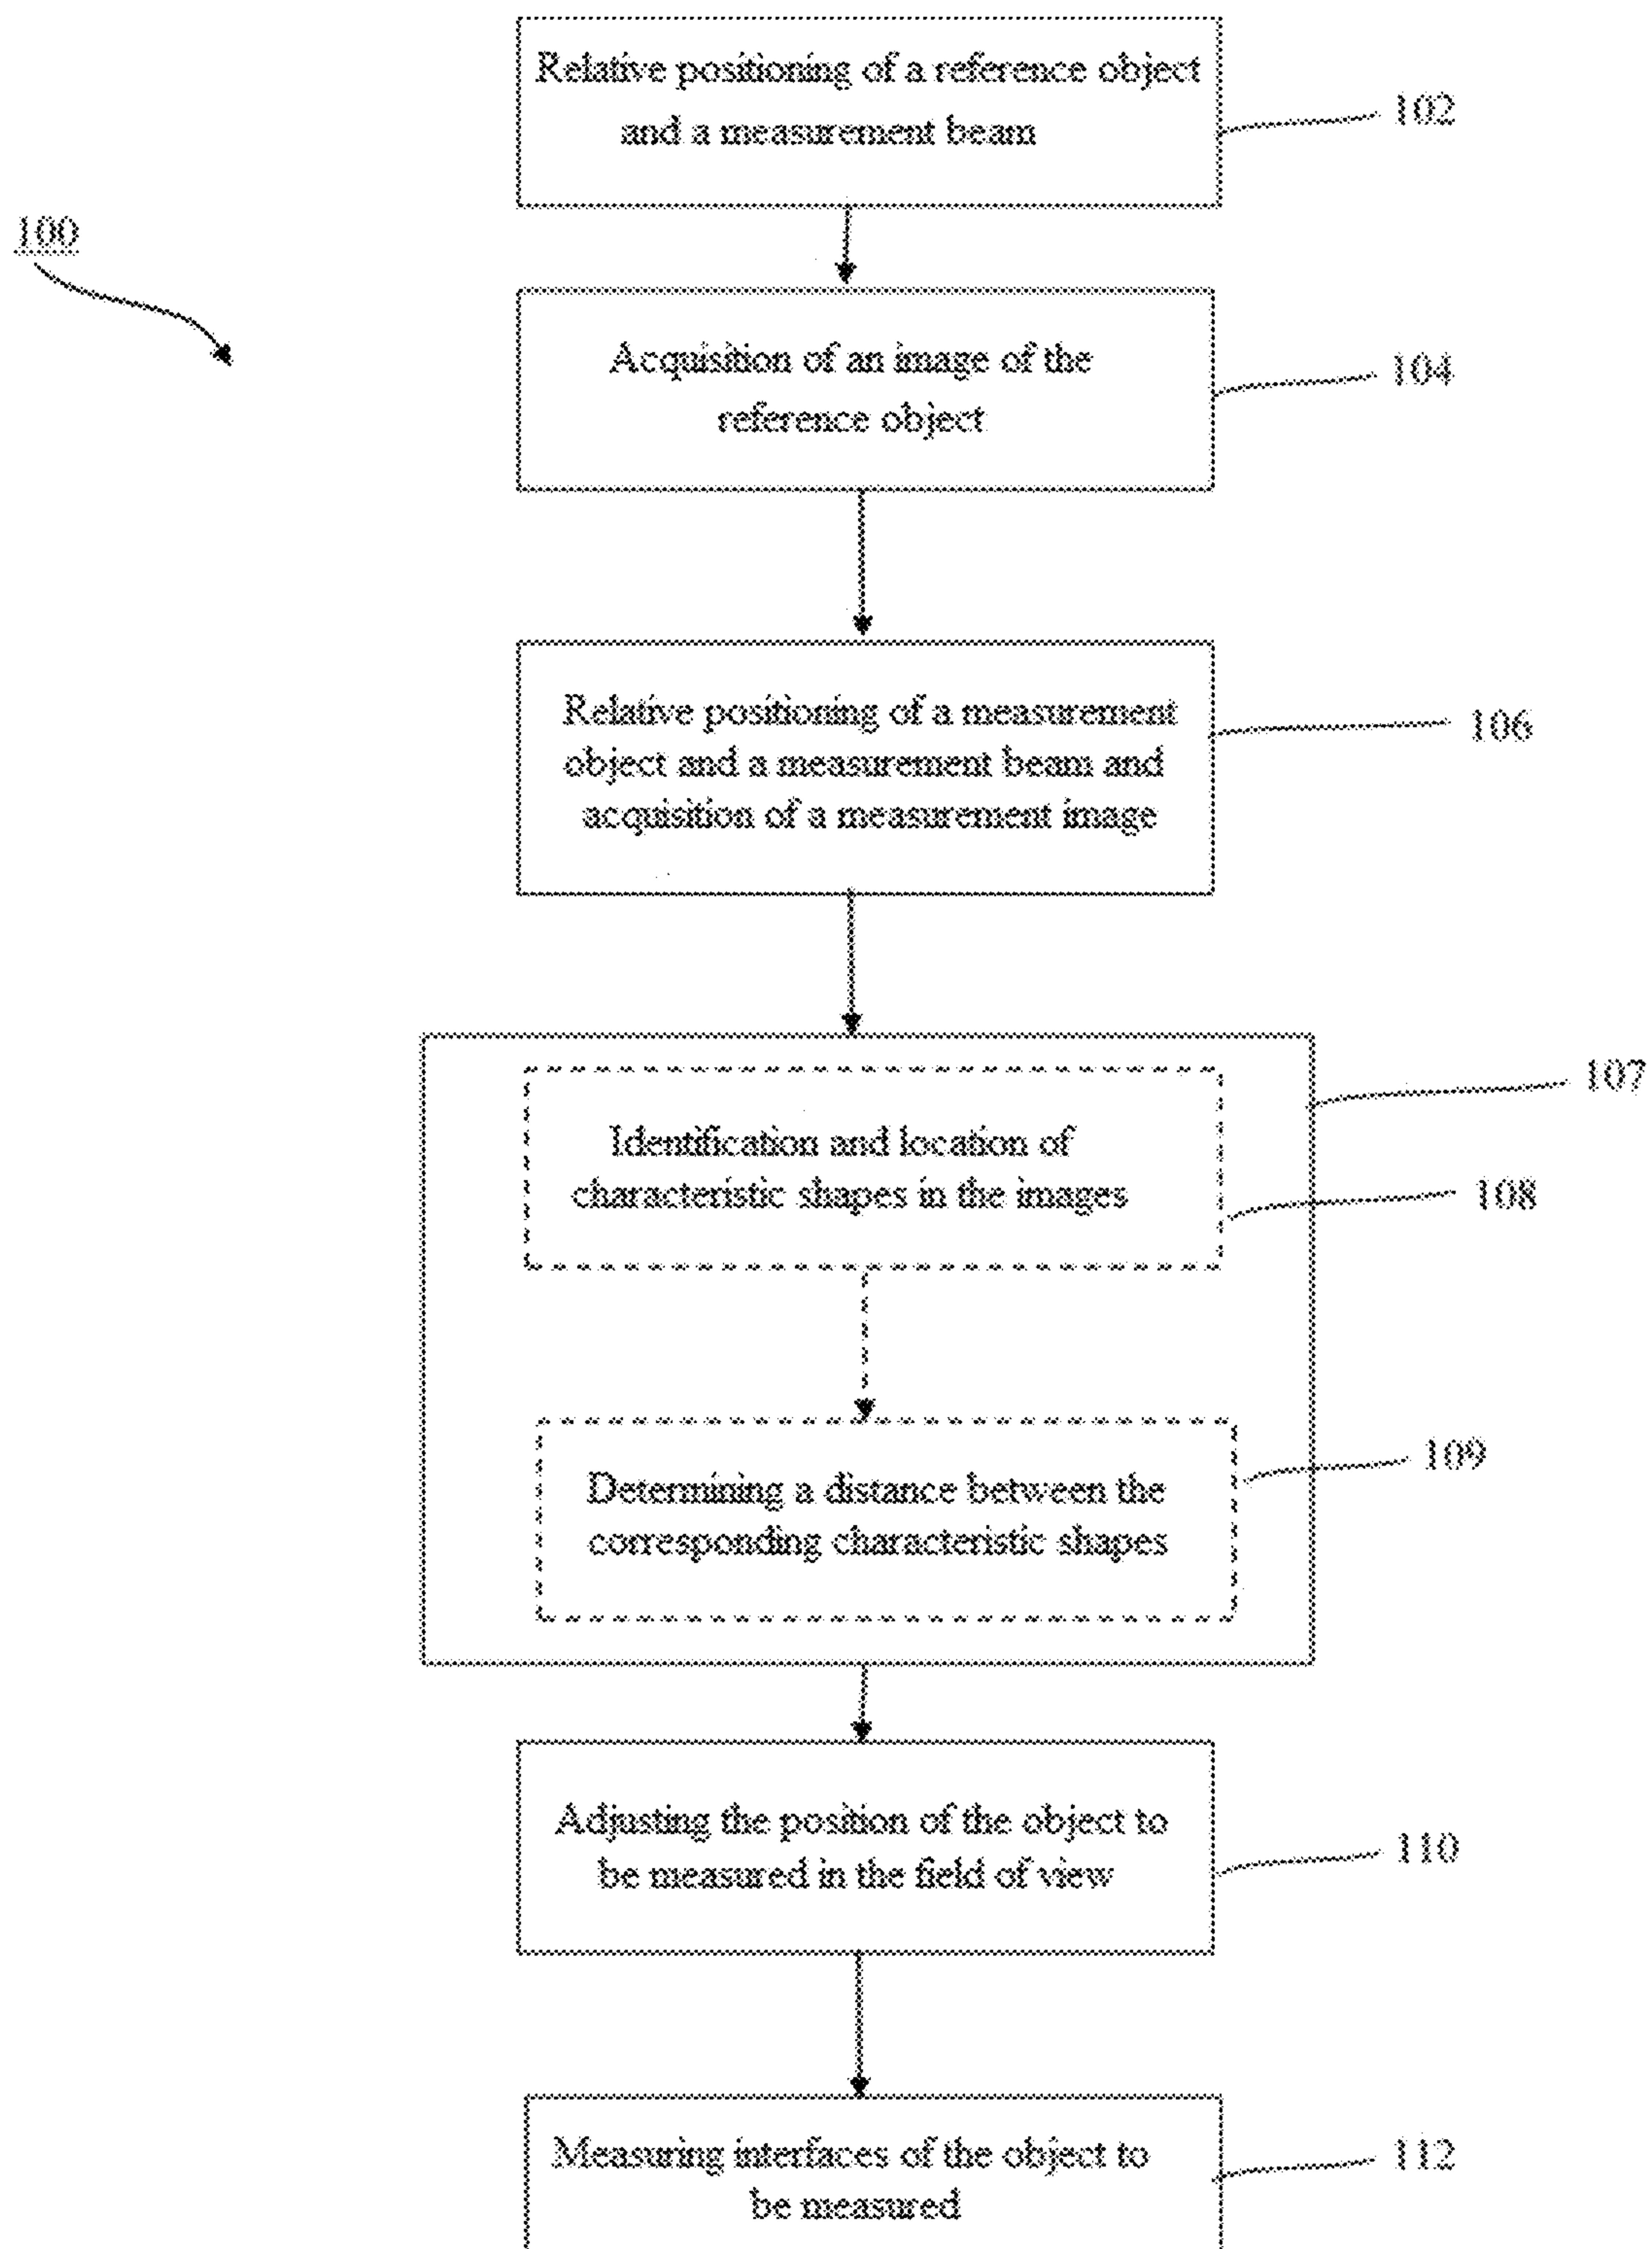 Relative positioning of a reference object
and a measurement beam
102
100
Acquisition of an image of the
reference object
104
Relative positioning of a measurement
object and a measurement beam and
acquisition of a measurement image
106
107
Identification and location of
characteristic shapes in the images
108
Determining a distance between the
corresponding characteristic shapes
109
Adjusting the position of the object to
be measured in the field of view
110
Measuring interfaces of the object to
be measured
112